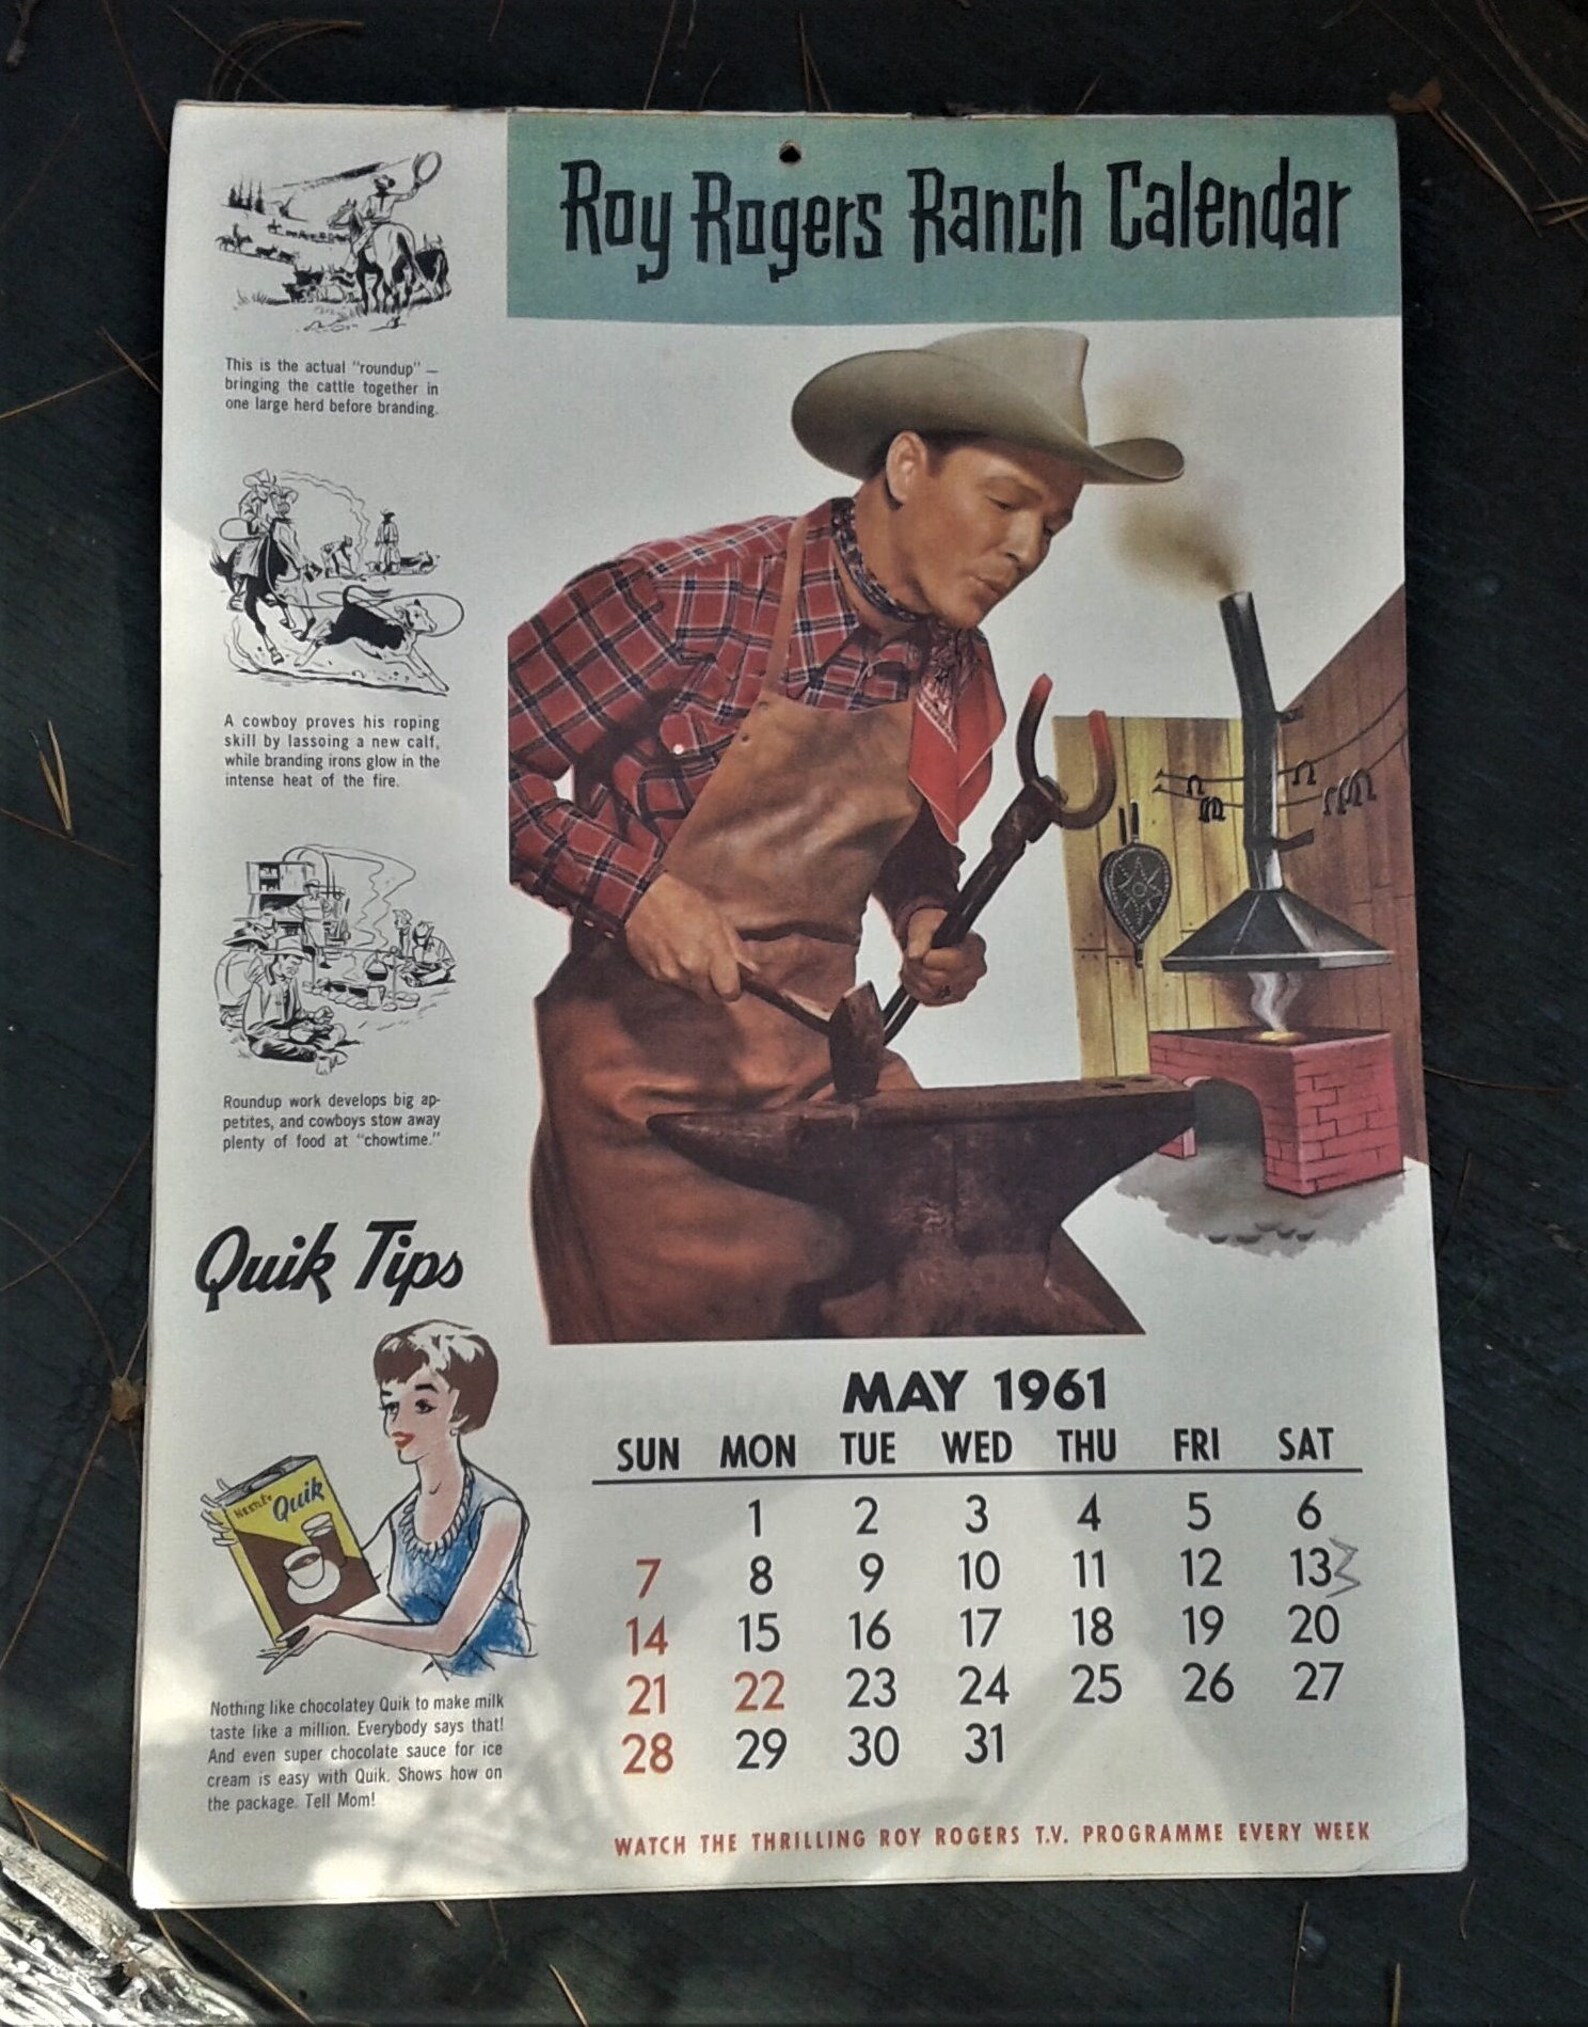 Roy Rogers Ranch Calendar
This is the actual "roundup" —
bringing the cattle together in
one large herd before branding.
A cowboy proves his roping
skill by lassoing a new calf,
while branding irons glow in the
intense heat of the fire.
Roundup work develops big ap-
petites, and cowboys stow away
plenty of food at "chowtime."
Quik Tips
NESTLÉ'S Quik
Nothing like chocolatey Quik to make milk
taste like a million. Everybody says that!
And even super chocolate sauce for ice
cream is easy with Quik. Shows how on
the package. Tell Mom!
MAY 1961
SUN MON TUE WED THU FRI SAT
1 2 3 4 5 6
7 8 9 10 11 12 13
14 15 16 17 18 19 20
21 22 23 24 25 26 27
28 29 30 31
WATCH THE THRILLING ROY ROGERS T.V. PROGRAMME EVERY WEEK